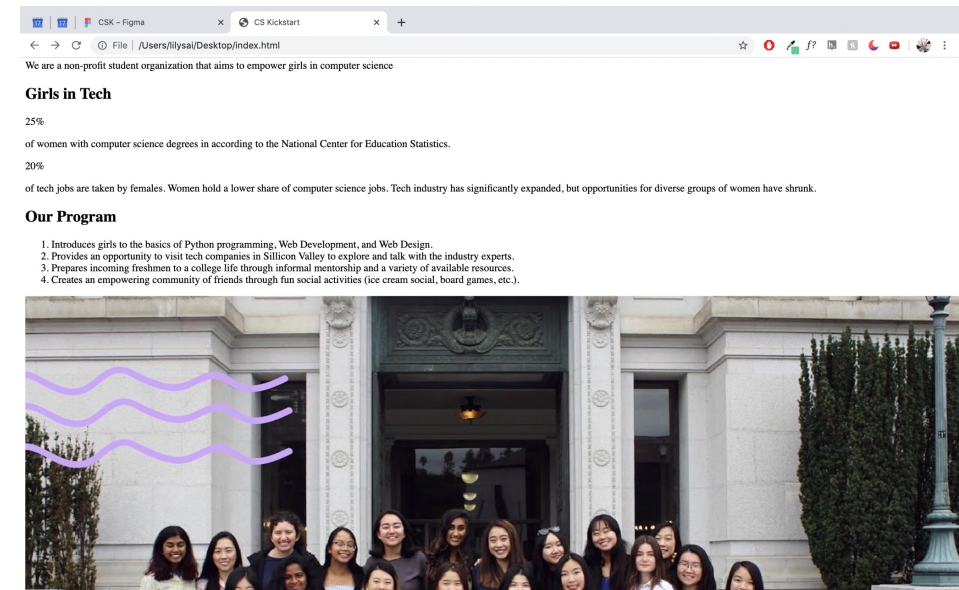 CSK – Figma
CS Kickstart
File
/Users/lilysai/Desktop/index.html
f?
We are a non-profit student organization that aims to empower girls in computer science
Girls in Tech
25%
of women with computer science degrees in according to the National Center for Education Statistics.
20%
of tech jobs are taken by females. Women hold a lower share of computer science jobs. Tech industry has significantly expanded, but opportunities for diverse groups of women have shrunk.
Our Program
1. Introduces girls to the basics of Python programming, Web Development, and Web Design.
2. Provides an opportunity to visit tech companies in Sillicon Valley to explore and talk with the industry experts.
3. Prepares incoming freshmen to a college life through informal mentorship and a variety of available resources.
4. Creates an empowering community of friends through fun social activities (ice cream social, board games, etc.).